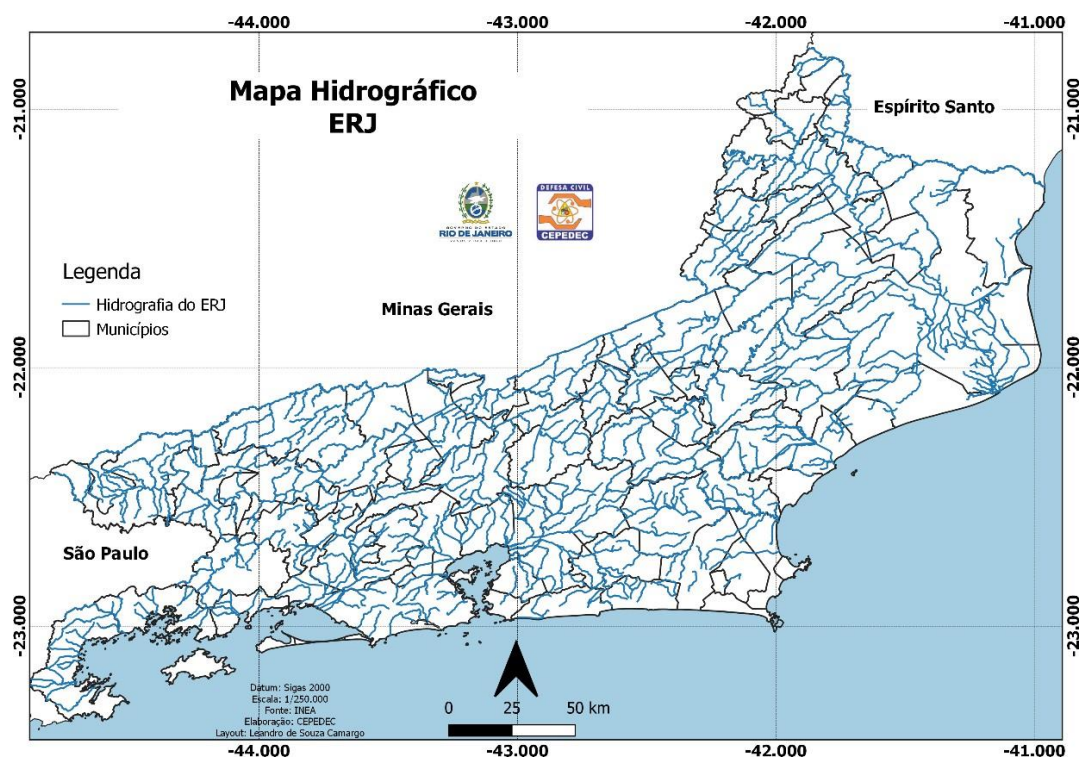 -44.000 -43.000 -42.000 -41.000
Mapa Hidrográfico
ERJ
-21.000 -21.000
Espírito Santo
DEFESA CIVIL
CEPEDEC
GOVERNO DO ESTADO
RIO DE JANEIRO
Legenda
Hidrografia do ERJ
Municípios
Minas Gerais
-22.000 -22.000
São Paulo
-23.000 -23.000
Datum: Sigas 2000
Escala: 1/250.000
Fonte: INEA
Elaboração: CEPEDEC
Layout: Leandro de Souza Camargo
0 25 50 km
-44.000 -43.000 -42.000 -41.000